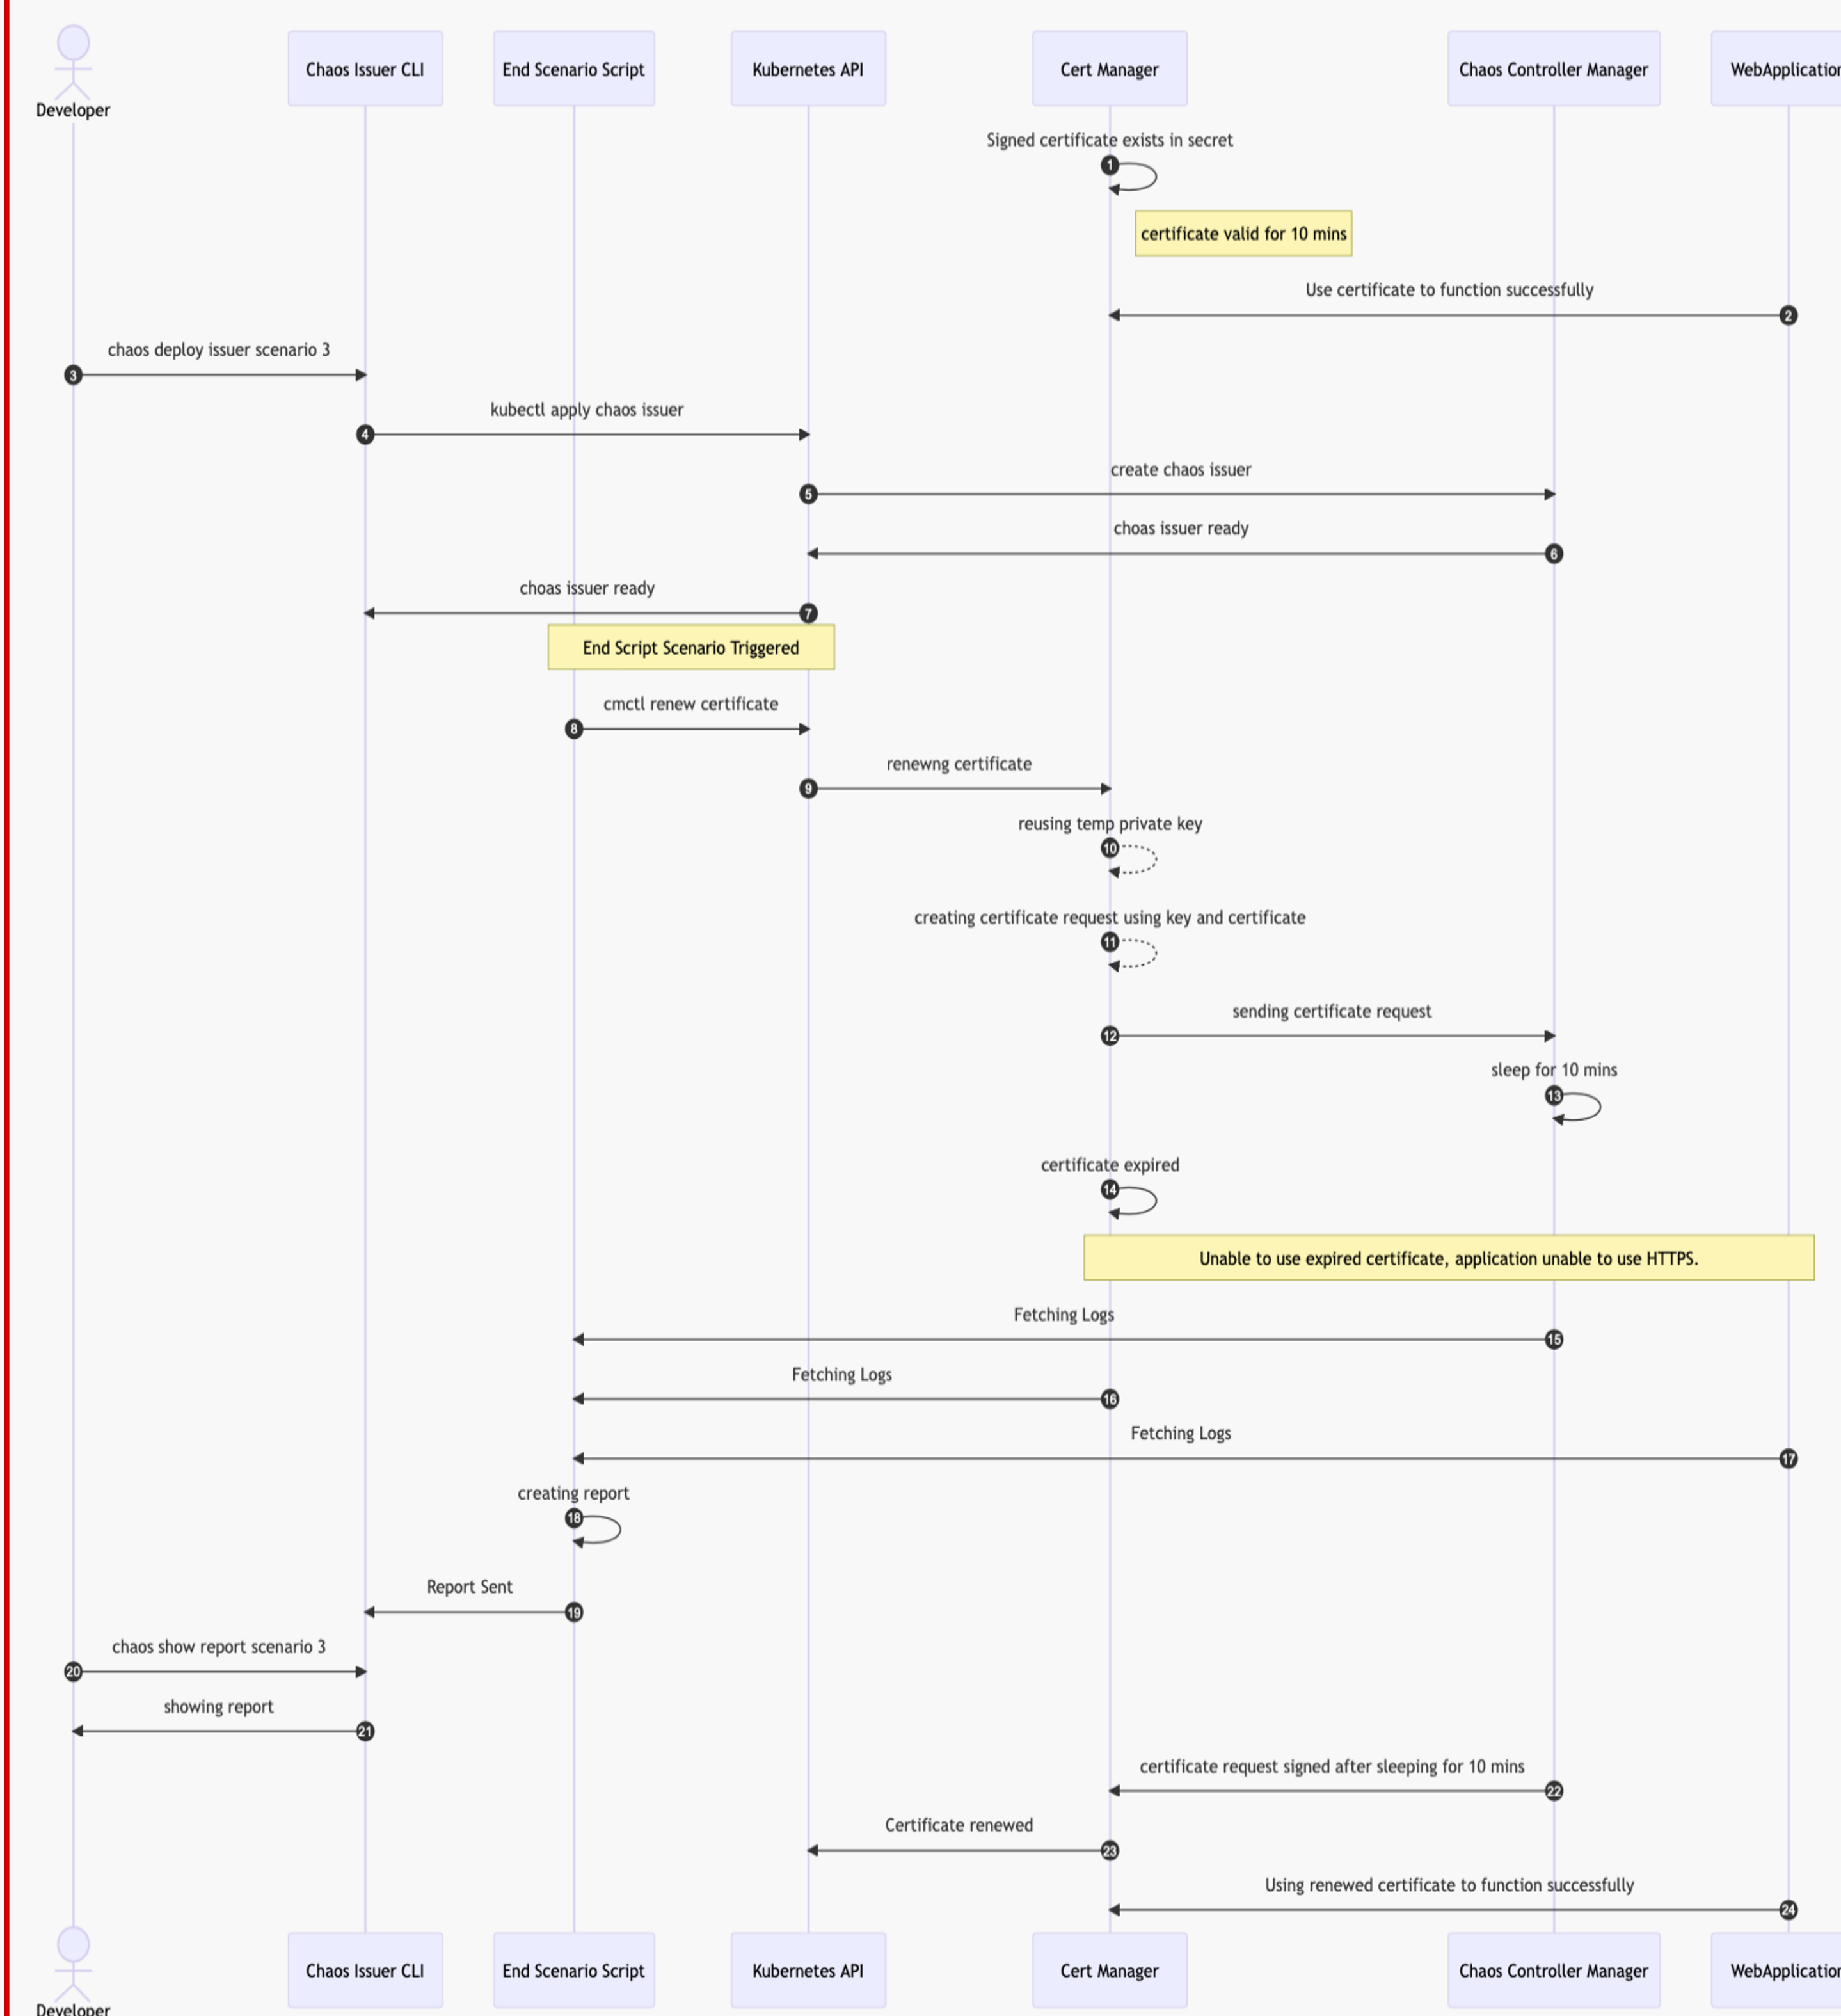 Developer
Chaos Issuer CLI
End Scenario Script
Kubernetes API
Cert Manager
Chaos Controller Manager
WebApplication
Signed certificate exists in secret
1
certificate valid for 10 mins
Use certificate to function successfully
2
chaos deploy issuer scenario 3
3
kubectl apply chaos issuer
4
create chaos issuer
5
choas issuer ready
6
choas issuer ready
7
End Script Scenario Triggered
cmctl renew certificate
8
renewng certificate
9
reusing temp private key
10
creating certificate request using key and certificate
11
sending certificate request
12
sleep for 10 mins
13
certificate expired
14
Unable to use expired certificate, application unable to use HTTPS.
Fetching Logs
15
Fetching Logs
16
Fetching Logs
17
creating report
18
Report Sent
19
chaos show report scenario 3
20
showing report
21
certificate request signed after sleeping for 10 mins
22
Certificate renewed
23
Using renewed certificate to function successfully
24
Developer
Chaos Issuer CLI
End Scenario Script
Kubernetes API
Cert Manager
Chaos Controller Manager
WebApplication